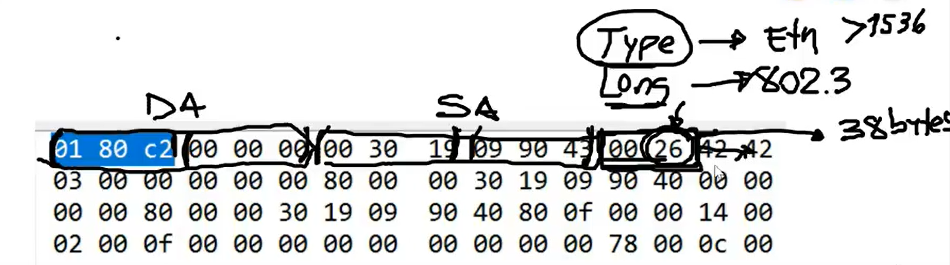 Type → Etn >1536
Long → 802.3
DA SA
38bytes
01 80 c2 00 00 00 00 30 19 09 90 43 00 26 42 42
03 00 00 00 00 00 80 00 00 30 19 09 90 40 00 00
00 00 80 00 00 30 19 09 90 40 80 0f 00 00 14 00
02 00 0f 00 00 00 00 00 00 00 00 00 78 00 0c 00